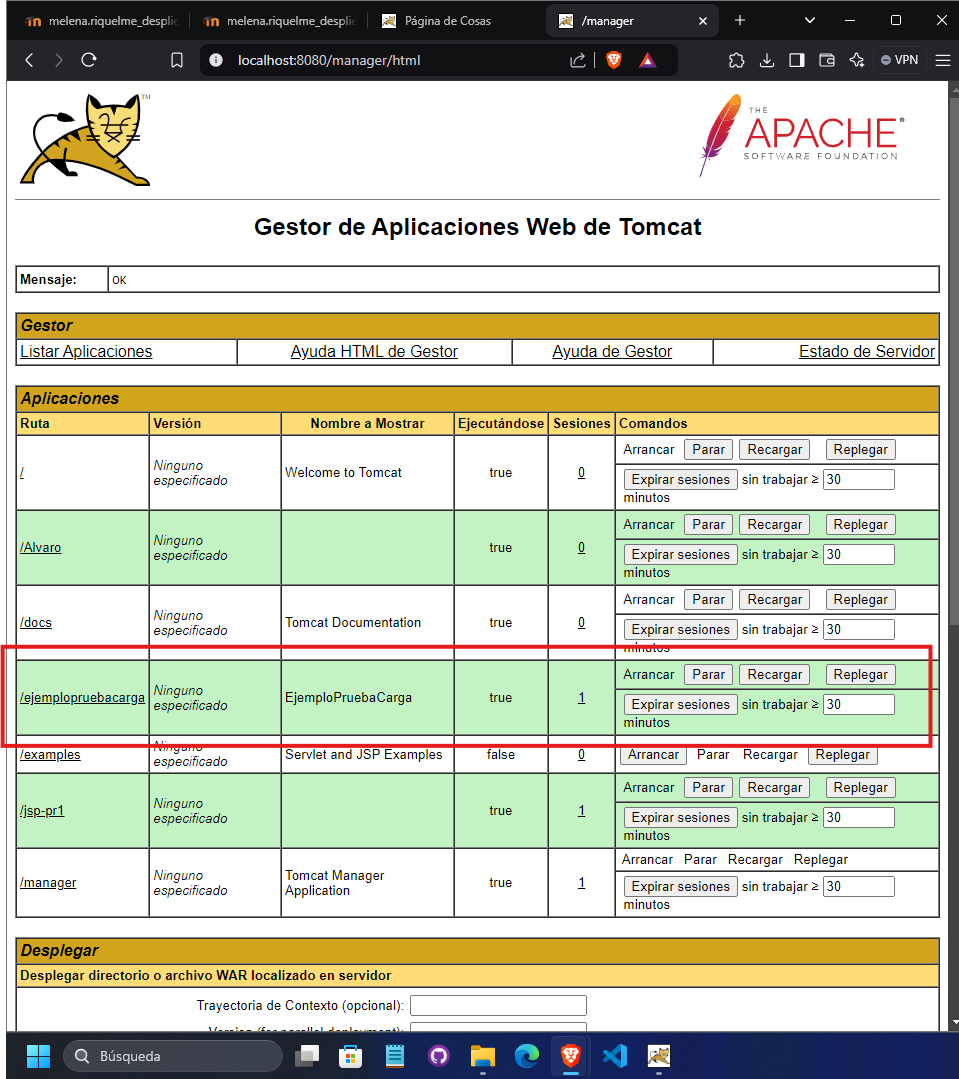 melena.riquelme_desplie
melena.riquelme_desplie
Página de Cosas
/manager
localhost:8080/manager/html
VPN
TM
THE
APACHE®
SOFTWARE FOUNDATION
Gestor de Aplicaciones Web de Tomcat
Mensaje: OK
Gestor
Listar Aplicaciones Ayuda HTML de Gestor Ayuda de Gestor Estado de Servidor
Aplicaciones
Ruta Versión Nombre a Mostrar Ejecutándose Sesiones Comandos
/ Ninguno especificado Welcome to Tomcat true 0 Arrancar Parar Recargar Replegar
Expirar sesiones sin trabajar ≥ 30
minutos
/Alvaro Ninguno especificado true 0 Arrancar Parar Recargar Replegar
Expirar sesiones sin trabajar ≥ 30
minutos
/docs Ninguno especificado Tomcat Documentation true 0 Arrancar Parar Recargar Replegar
Expirar sesiones sin trabajar ≥ 30
minutos
/ejemplopruebacarga Ninguno especificado EjemploPruebaCarga true 1 Arrancar Parar Recargar Replegar
Expirar sesiones sin trabajar ≥ 30
minutos
/examples Ninguno especificado Servlet and JSP Examples false 0 Arrancar Parar Recargar Replegar
/jsp-pr1 Ninguno especificado true 1 Arrancar Parar Recargar Replegar
Expirar sesiones sin trabajar ≥ 30
minutos
/manager Ninguno especificado Tomcat Manager Application true 1 Arrancar Parar Recargar Replegar
Expirar sesiones sin trabajar ≥ 30
minutos
Desplegar
Desplegar directorio o archivo WAR localizado en servidor
Trayectoria de Contexto (opcional):
Version (for parallel deployment):
Búsqueda